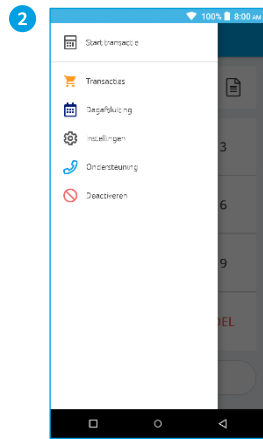 2
100% 8:00 AM
Start transactie
Transacties
Dagafsluiting
Instellingen
Ondersteuning
Deactiveren
3
6
9
DEL